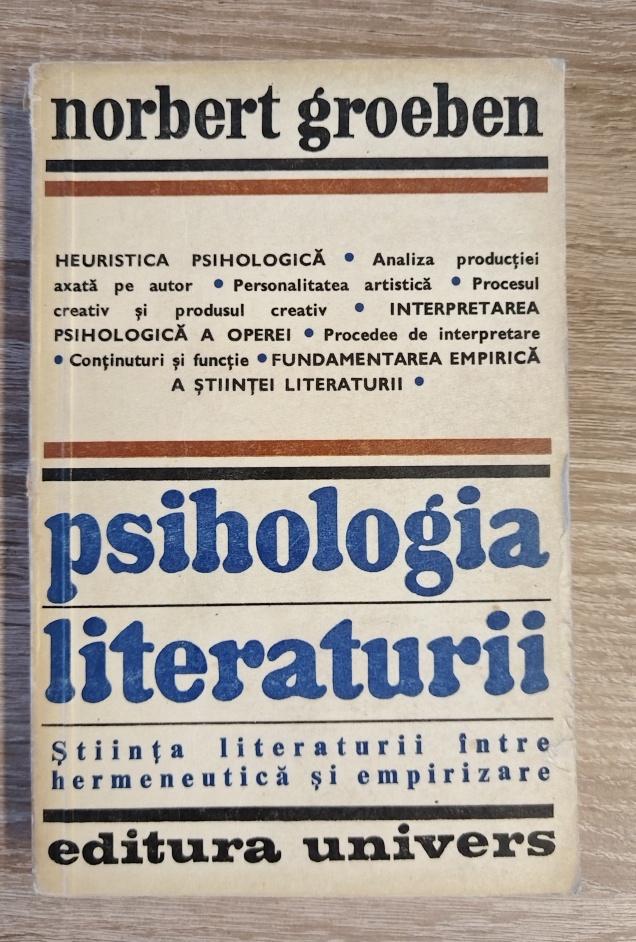 norbert groeben
HEURISTICA PSIHOLOGICĂ • Analiza producției
axată pe autor • Personalitatea artistică • Procesul
creativ și produsul creativ • INTERPRETAREA
PSIHOLOGICĂ A OPEREI • Procedee de interpretare
• Conținuturi și funcție • FUNDAMENTAREA EMPIRICĂ
A ȘTIINȚEI LITERATURII •
psihologia
literaturii
Știința literaturii între
hermeneutică și empirizare
editura univers